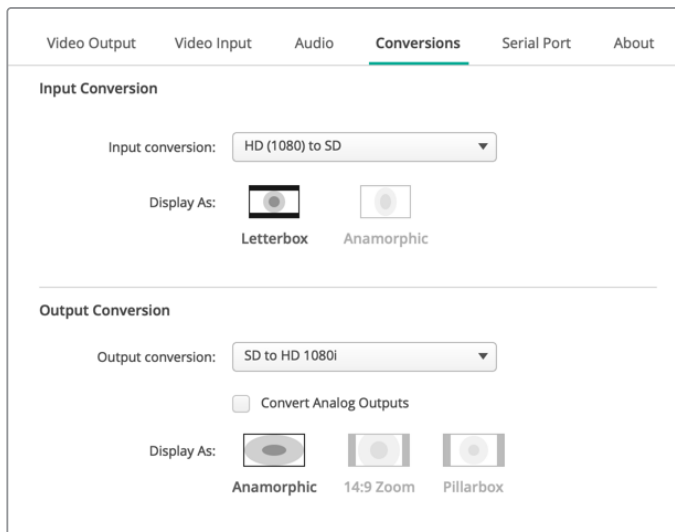 Video Output Video Input Audio Conversions Serial Port About
Input Conversion
Input conversion: HD (1080) to SD
Display As:
Letterbox Anamorphic
Output Conversion
Output conversion: SD to HD 1080i
Convert Analog Outputs
Display As:
Anamorphic 14:9 Zoom Pillarbox